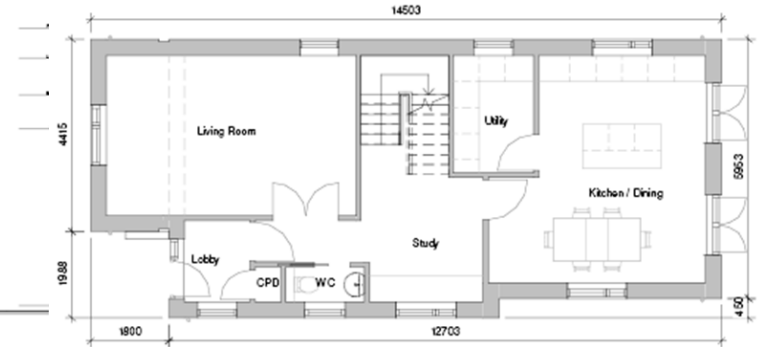 14503
Living Room
Utility
4415
5953
Kitchen / Dining
Study
Lobby
1988
CPD
WC
450
1800
12703